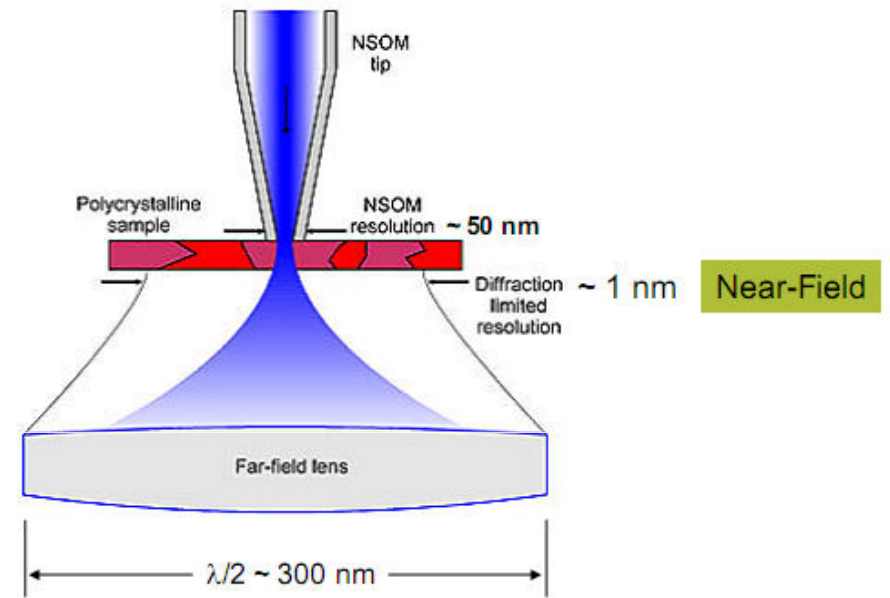 NSOM
tip
Polycrystalline
sample
NSOM
resolution ~ 50 nm
Diffraction
limited
resolution
~ 1 nm
Near-Field
Far-field lens
λ/2 ~ 300 nm